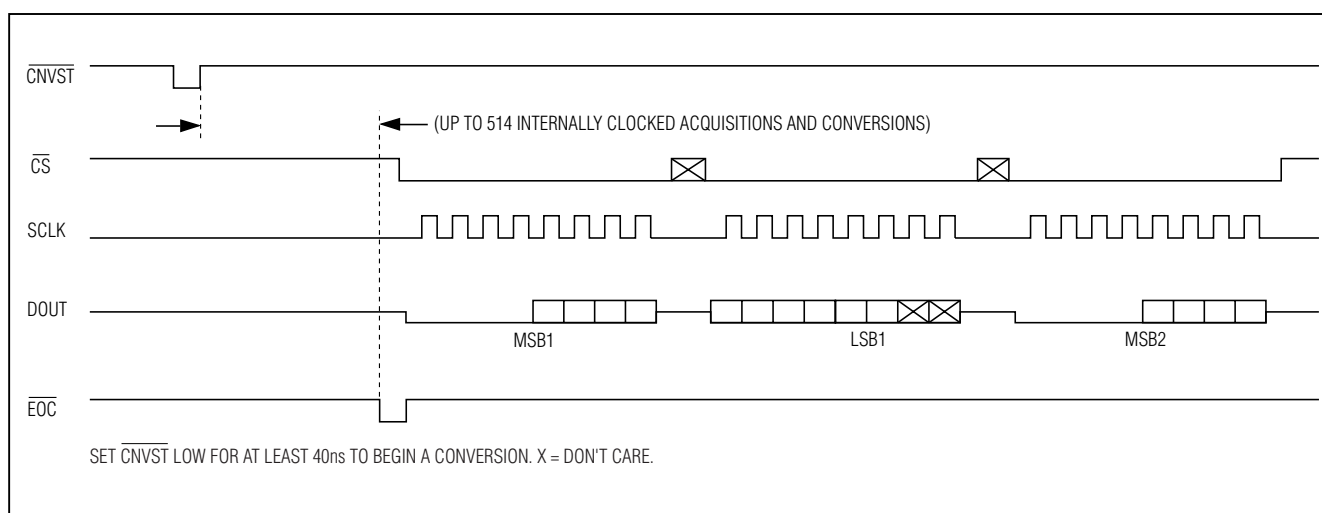 CNVST
(UP TO 514 INTERNALLY CLOCKED ACQUISITIONS AND CONVERSIONS)
CS
SCLK
DOUT
MSB1
LSB1
MSB2
EOC
SET CNVST LOW FOR AT LEAST 40ns TO BEGIN A CONVERSION. X = DON'T CARE.